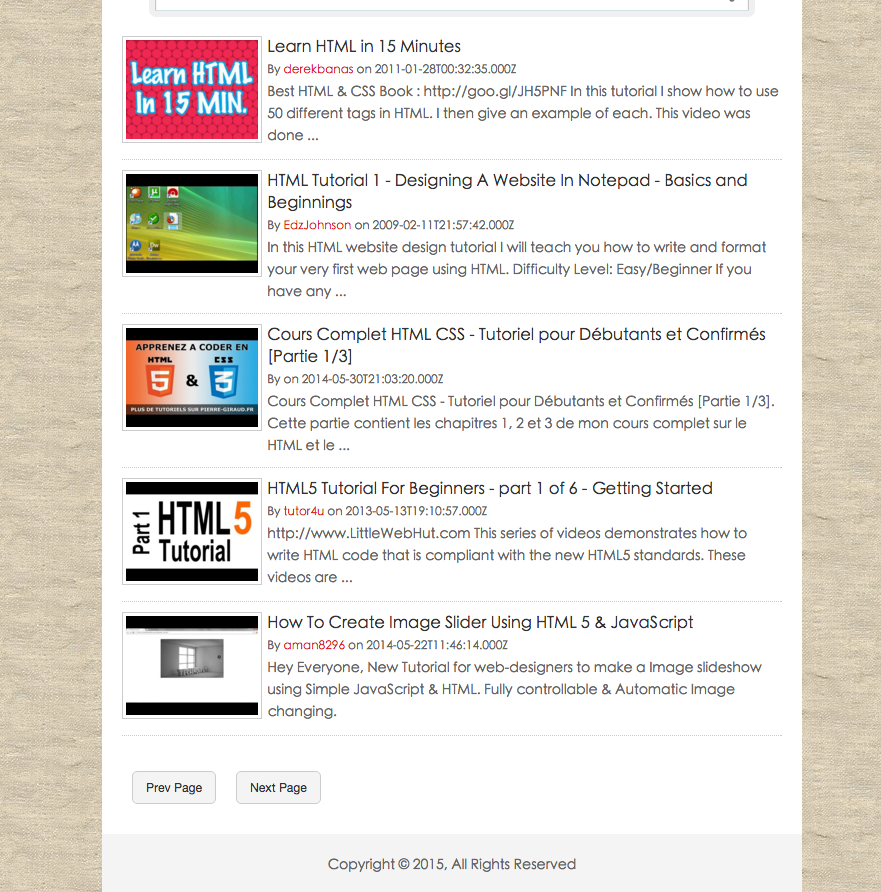 Learn HTML
In 15 MIN.
Learn HTML in 15 Minutes
By derekbanas on 2011-01-28T00:32:35.000Z
Best HTML & CSS Book : http://goo.gl/JH5PNF In this tutorial I show how to use
50 different tags in HTML. I then give an example of each. This video was
done ...
HTML Tutorial 1 - Designing A Website In Notepad - Basics and
Beginnings
By EdzJohnson on 2009-02-11T21:57:42.000Z
In this HTML website design tutorial I will teach you how to write and format
your very first web page using HTML. Difficulty Level: Easy/Beginner If you
have any ...
APPRENEZ A CODER EN
HTML CSS
5 & 3
PLUS DE TUTORIELS SUR PIERRE-GIRAUD.FR
Cours Complet HTML CSS - Tutoriel pour Débutants et Confirmés
[Partie 1/3]
By on 2014-05-30T21:03:20.000Z
Cours Complet HTML CSS - Tutoriel pour Débutants et Confirmés [Partie 1/3].
Cette partie contient les chapitres 1, 2 et 3 de mon cours complet sur le
HTML et le ...
Part 1
HTML5
Tutorial
HTML5 Tutorial For Beginners - part 1 of 6 - Getting Started
By tutor4u on 2013-05-13T19:10:57.000Z
http://www.LittleWebHut.com This series of videos demonstrates how to
write HTML code that is compliant with the new HTML5 standards. These
videos are ...
How To Create Image Slider Using HTML 5 & JavaScript
By aman8296 on 2014-05-22T11:46:14.000Z
Hey Everyone, New Tutorial for web-designers to make a Image slideshow
using Simple JavaScript & HTML. Fully controllable & Automatic Image
changing.
Prev Page
Next Page
Copyright © 2015, All Rights Reserved